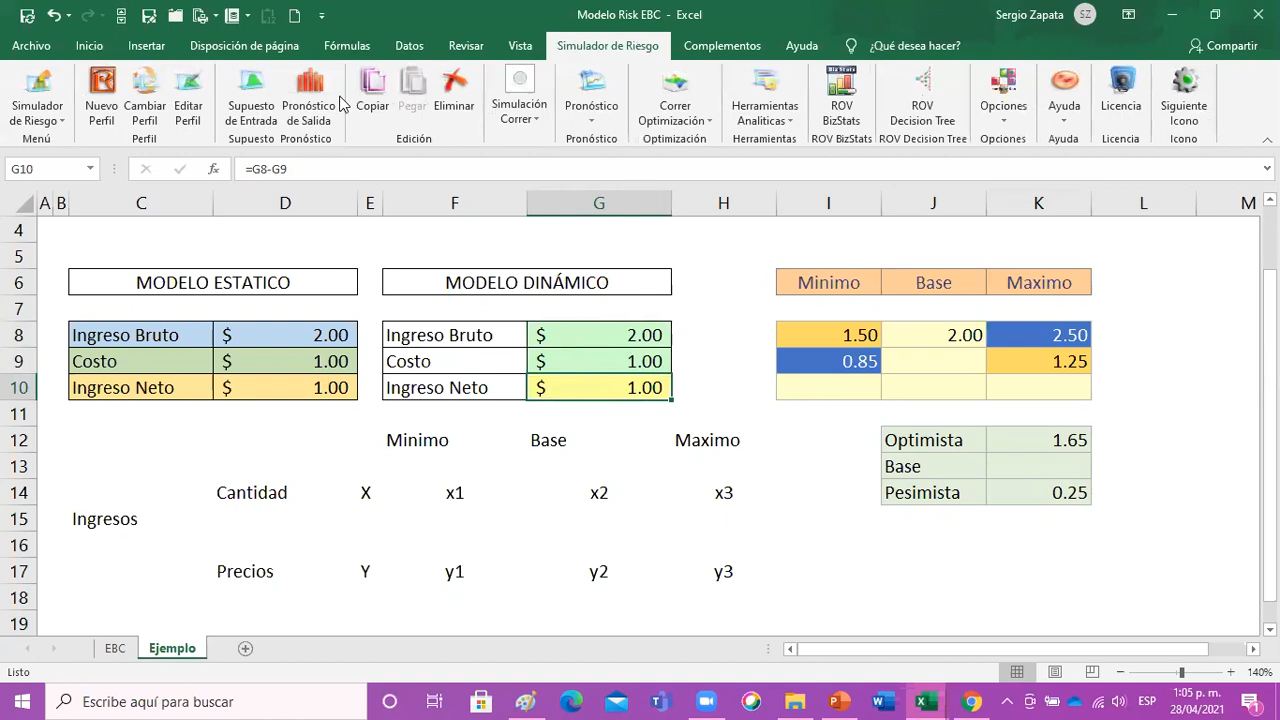 Modelo Risk EBC - Excel
Sergio Zapata
SZ
Archivo Inicio Insertar Disposición de página Fórmulas Datos Revisar Vista Simulador de Riesgo Complementos Ayuda ¿Qué desea hacer? Compartir
Simulador de Riesgo
Nuevo Perfil
Cambiar Perfil
Editar Perfil
Supuesto de Entrada
Pronóstico de Salida
Copiar
Pegar
Eliminar
Simulación Correr
Pronóstico
Correr Optimización
Herramientas Analiticas
BIZ STATS
ROV BizStats
ROV Decision Tree
Opciones
Ayuda
Licencia
Siguiente Icono
Menú Perfil Supuesto Pronóstico Edición Pronóstico Optimización Herramientas ROV BizStats ROV Decision Tree Opciones Ayuda Licencia Icono
G10 fx =G8-G9
A B C D E F G H I J K L M
4
5
6 MODELO ESTATICO MODELO DINÁMICO Minimo Base Maximo
7
8 Ingreso Bruto $ 2.00 Ingreso Bruto $ 2.00 1.50 2.00 2.50
9 Costo $ 1.00 Costo $ 1.00 0.85 1.25
10 Ingreso Neto $ 1.00 Ingreso Neto $ 1.00
11
12 Minimo Base Maximo Optimista 1.65
13 Base
14 Cantidad X x1 x2 x3 Pesimista 0.25
15 Ingresos
16
17 Precios Y y1 y2 y3
18
19
EBC Ejemplo
Listo
140%
Escribe aquí para buscar
ESP
1:05 p. m.
28/04/2021